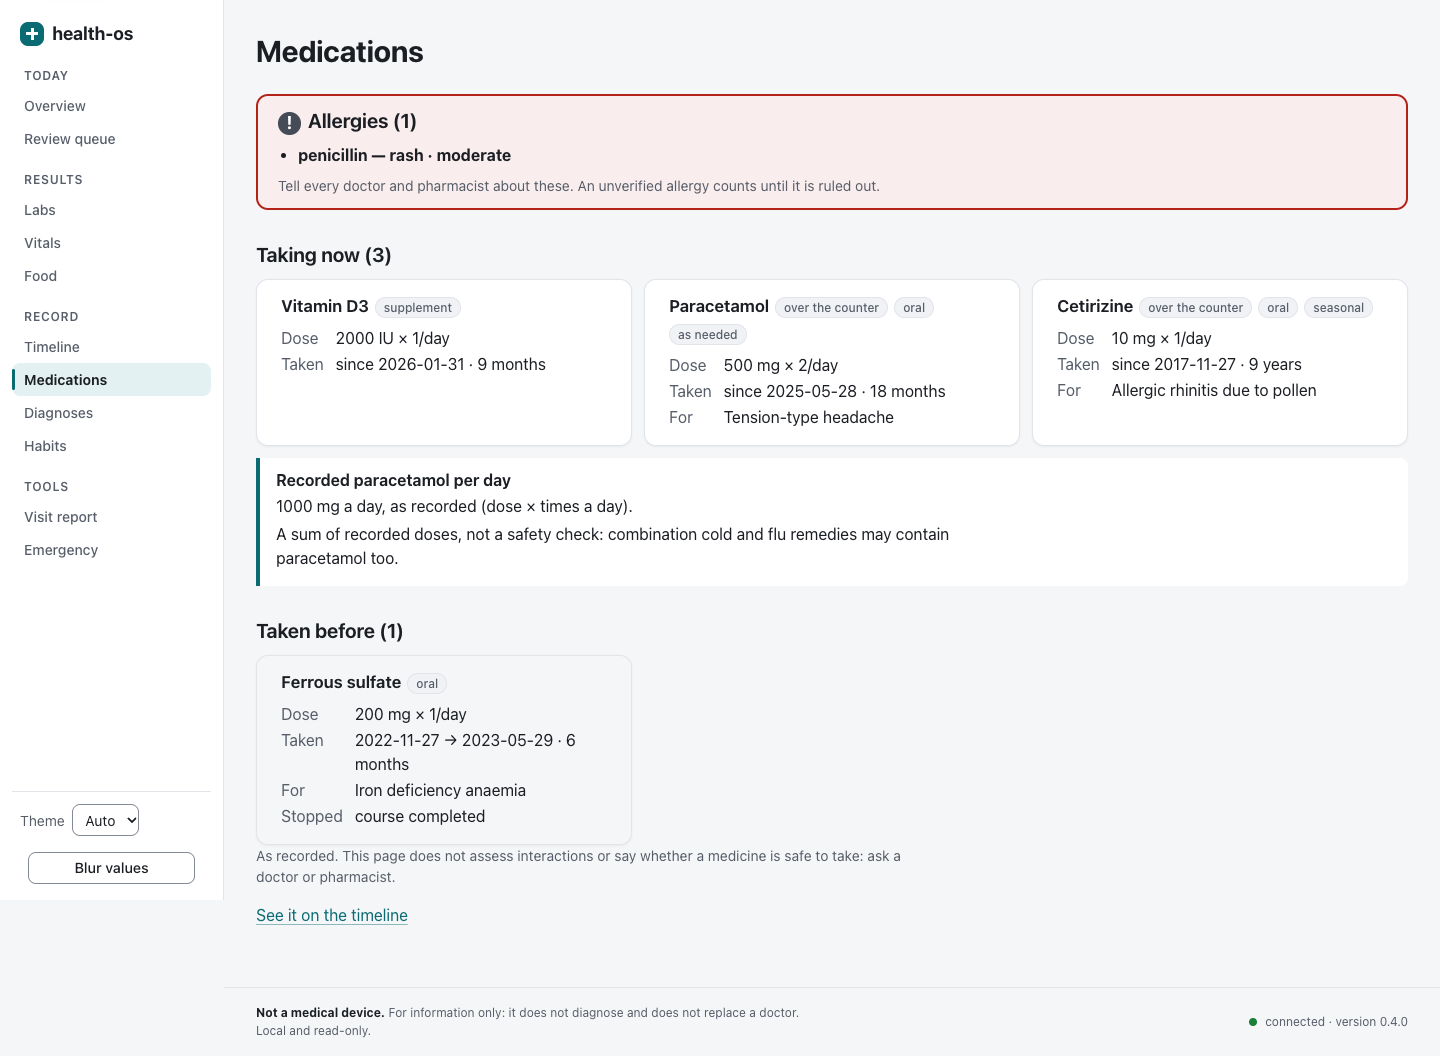 health-os
TODAY
Overview
Review queue
RESULTS
Labs
Vitals
Food
RECORD
Timeline
Medications
Diagnoses
Habits
TOOLS
Visit report
Emergency
Theme Auto
Blur values
Medications
Allergies (1)
• penicillin — rash · moderate
Tell every doctor and pharmacist about these. An unverified allergy counts until it is ruled out.
Taking now (3)
Vitamin D3 supplement
Dose 2000 IU × 1/day
Taken since 2026-01-31 · 9 months
Paracetamol over the counter oral
as needed
Dose 500 mg × 2/day
Taken since 2025-05-28 · 18 months
For Tension-type headache
Cetirizine over the counter oral seasonal
Dose 10 mg × 1/day
Taken since 2017-11-27 · 9 years
For Allergic rhinitis due to pollen
Recorded paracetamol per day
1000 mg a day, as recorded (dose × times a day).
A sum of recorded doses, not a safety check: combination cold and flu remedies may contain
paracetamol too.
Taken before (1)
Ferrous sulfate oral
Dose 200 mg × 1/day
Taken 2022-11-27 → 2023-05-29 · 6
months
For Iron deficiency anaemia
Stopped course completed
As recorded. This page does not assess interactions or say whether a medicine is safe to take: ask a
doctor or pharmacist.
See it on the timeline
Not a medical device. For information only: it does not diagnose and does not replace a doctor.
Local and read-only.
connected · version 0.4.0